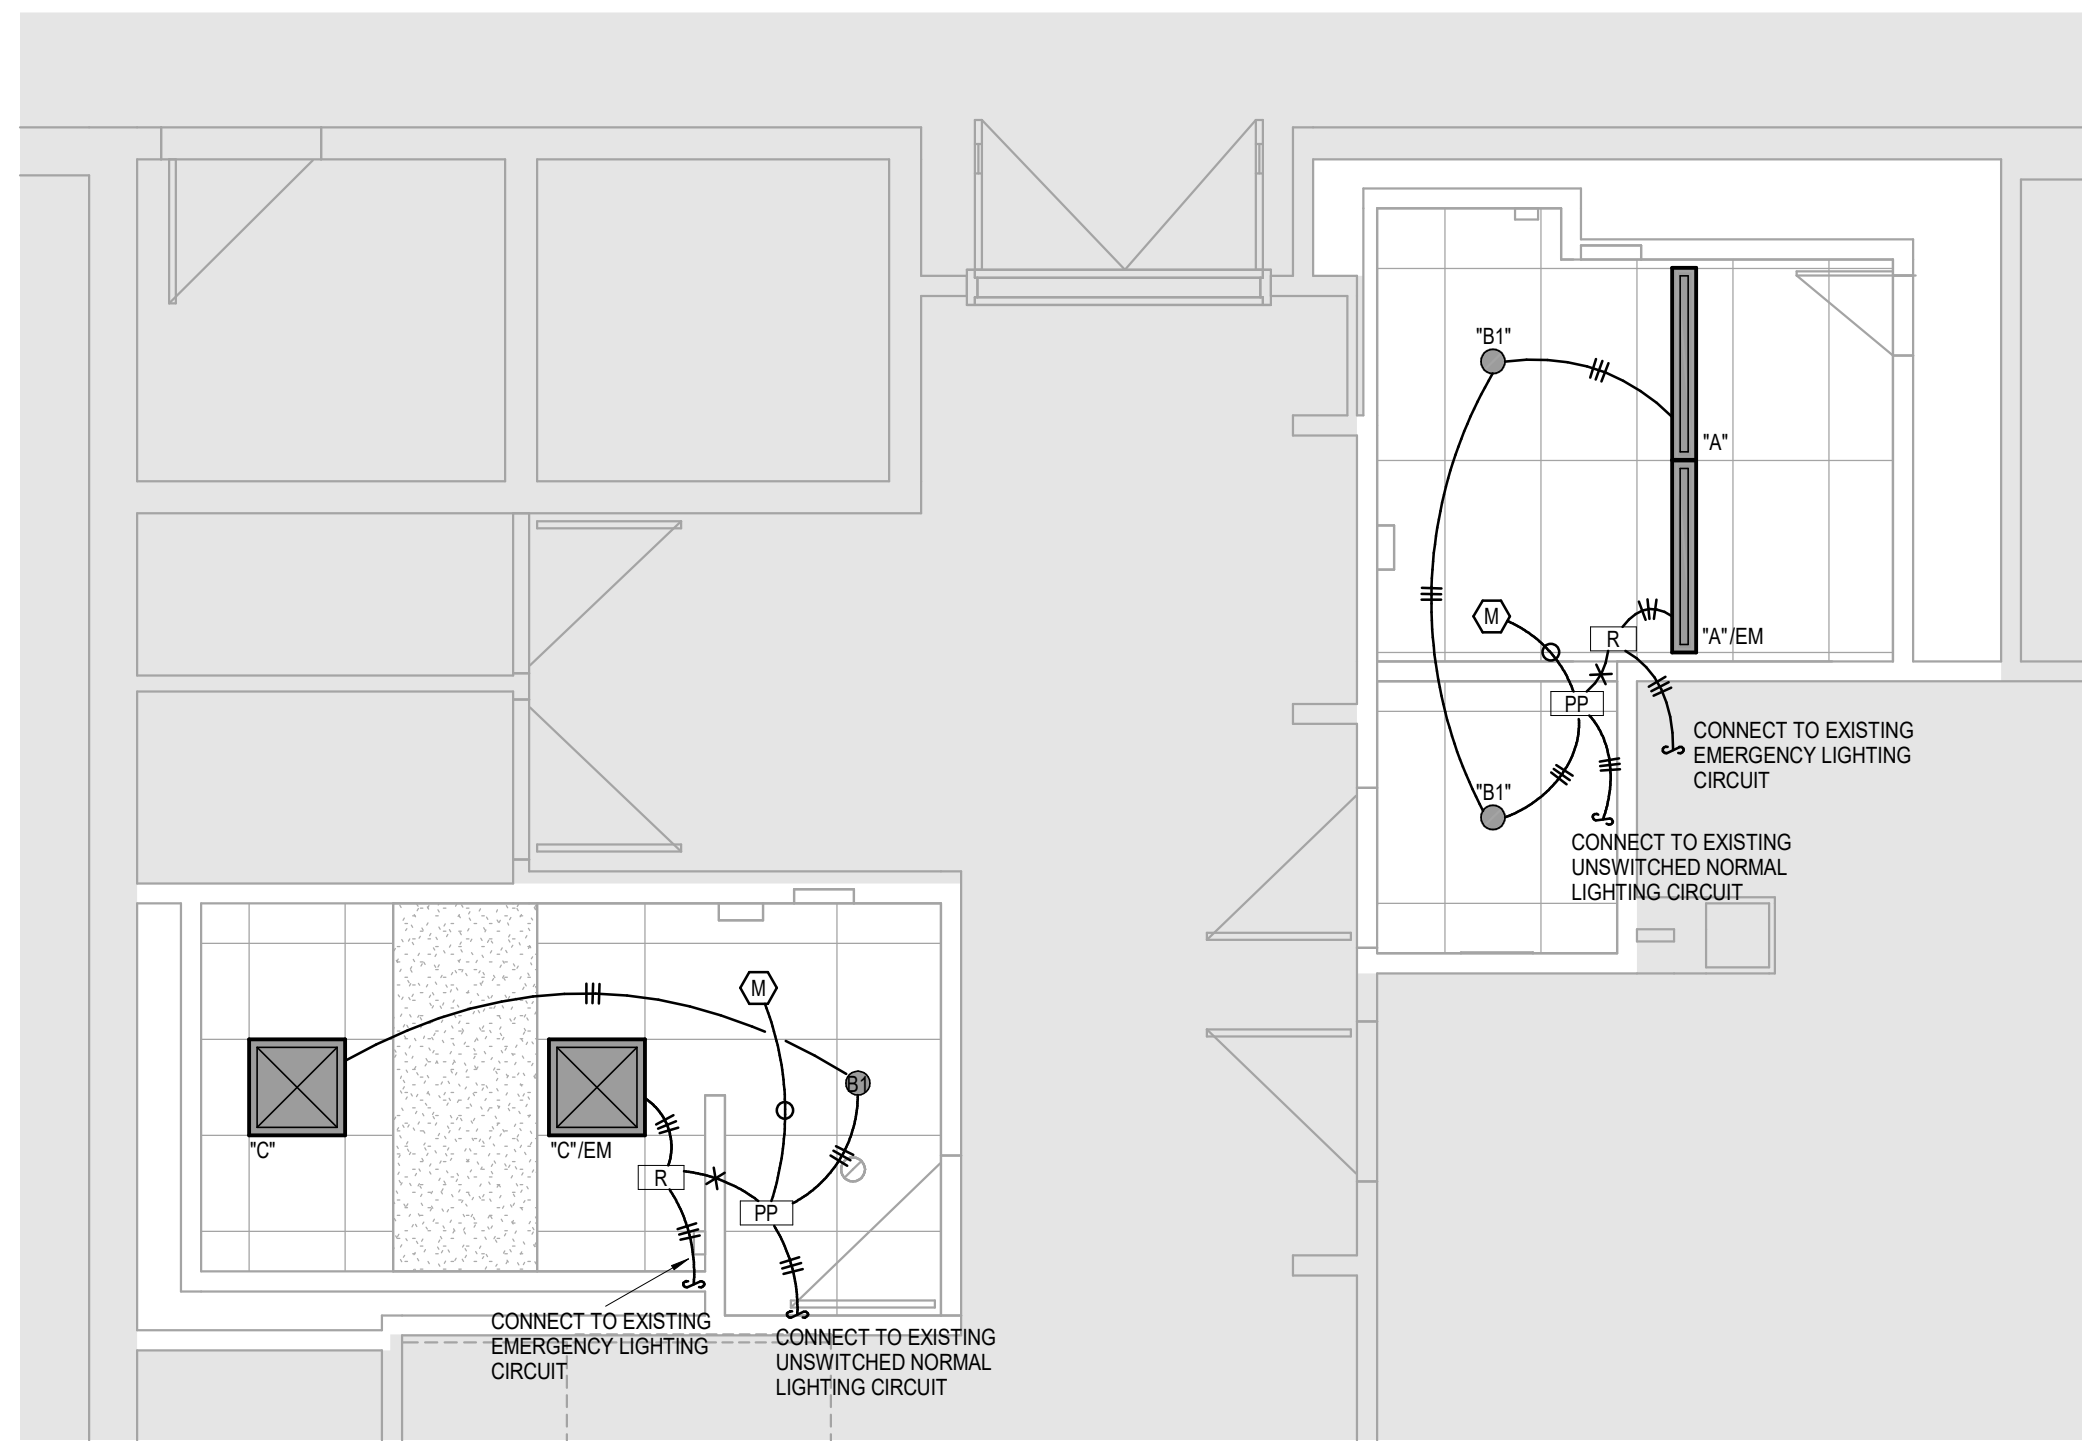 "B1"
"A"
M
R
"A"/EM
PP
CONNECT TO EXISTING
EMERGENCY LIGHTING
CIRCUIT
"B1"
CONNECT TO EXISTING
UNSWITCHED NORMAL
LIGHTING CIRCUIT
M
B1
"C"
"C"/EM
R
PP
CONNECT TO EXISTING
EMERGENCY LIGHTING
CIRCUIT
CONNECT TO EXISTING
UNSWITCHED NORMAL
LIGHTING CIRCUIT